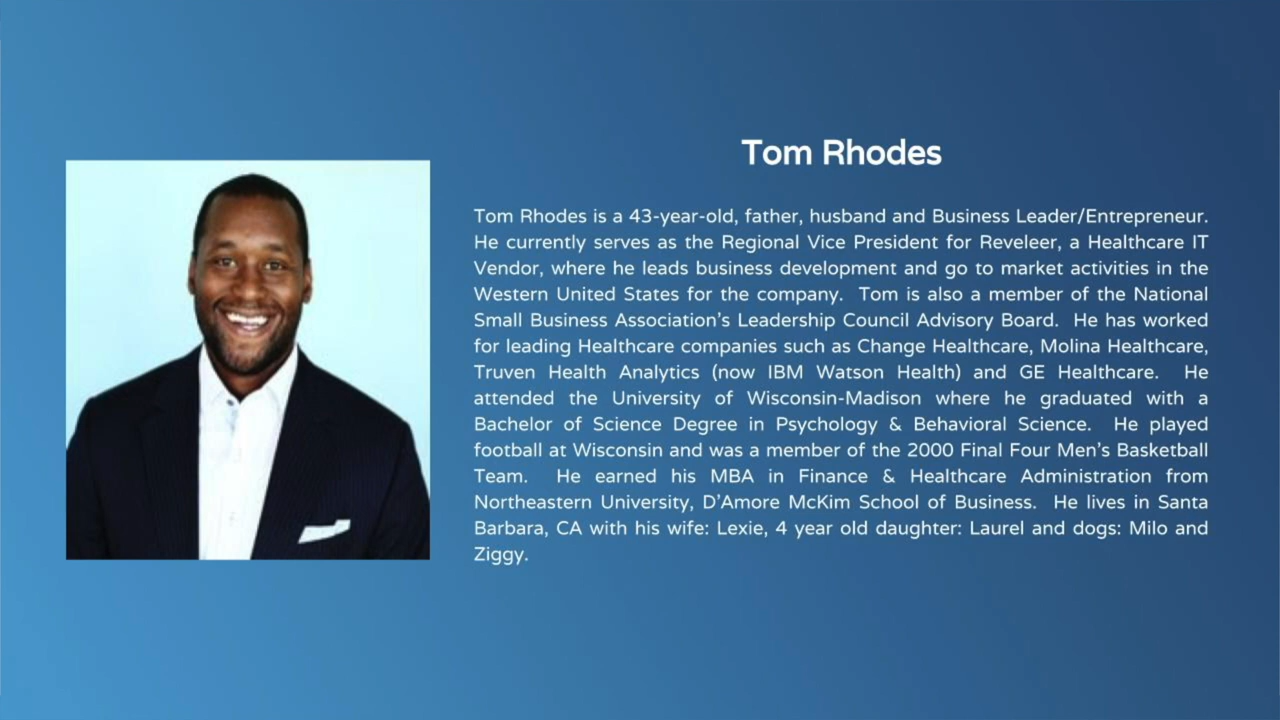 Tom Rhodes
Tom Rhodes is a 43-year-old, father, husband and Business Leader/Entrepreneur.
He currently serves as the Regional Vice President for Reveleer, a Healthcare IT
Vendor, where he leads business development and go to market activities in the
Western United States for the company.  Tom is also a member of the National
Small Business Association's Leadership Council Advisory Board.  He has worked
for leading Healthcare companies such as Change Healthcare, Molina Healthcare,
Truven Health Analytics (now IBM Watson Health) and GE Healthcare.  He
attended the University of Wisconsin-Madison where he graduated with a
Bachelor of Science Degree in Psychology & Behavioral Science.  He played
football at Wisconsin and was a member of the 2000 Final Four Men's Basketball
Team.  He earned his MBA in Finance & Healthcare Administration from
Northeastern University, D'Amore McKim School of Business.  He lives in Santa
Barbara, CA with his wife: Lexie, 4 year old daughter: Laurel and dogs: Milo and
Ziggy.